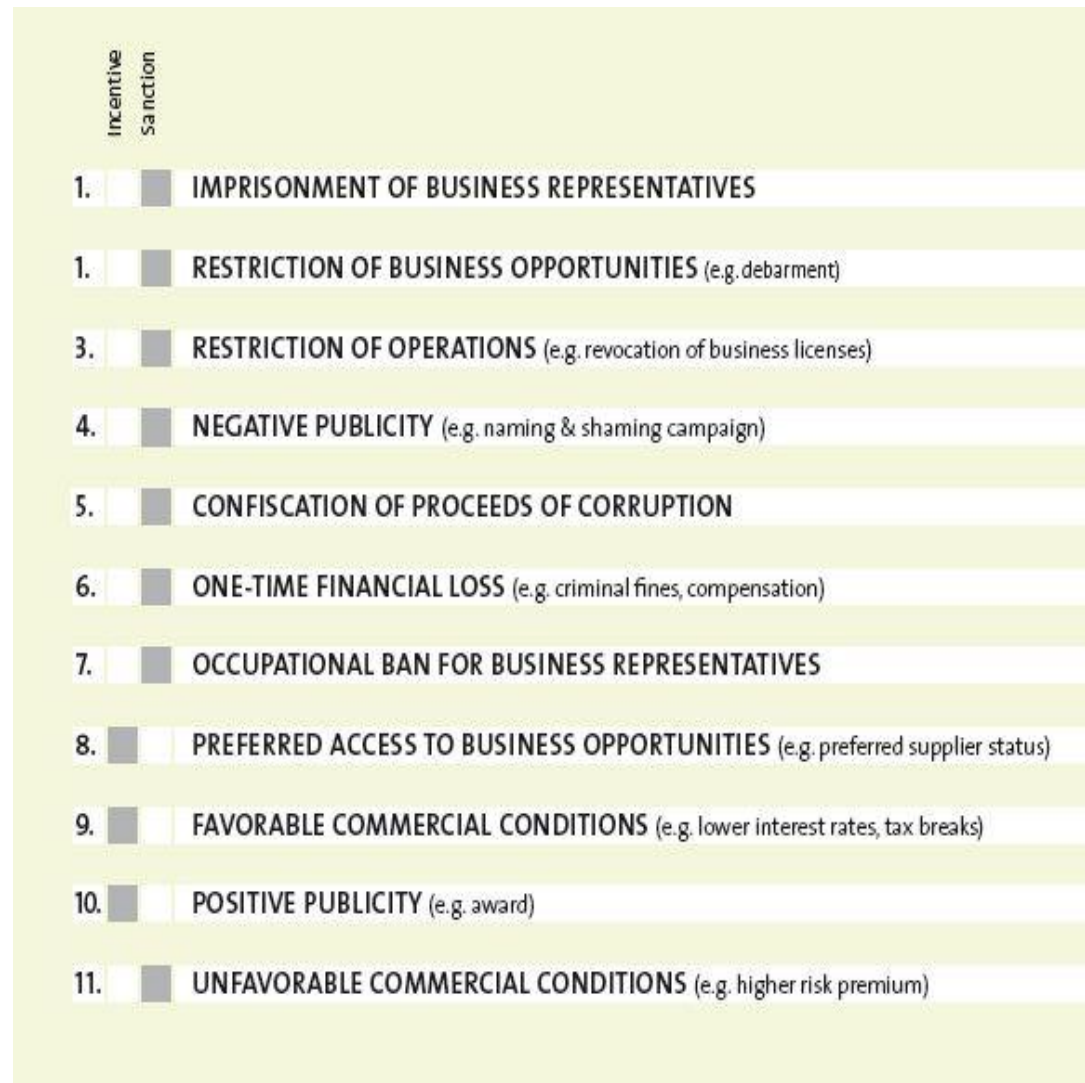 Incentive
Sanction
1. IMPRISONMENT OF BUSINESS REPRESENTATIVES
1. RESTRICTION OF BUSINESS OPPORTUNITIES (e.g. debarment)
3. RESTRICTION OF OPERATIONS (e.g. revocation of business licenses)
4. NEGATIVE PUBLICITY (e.g. naming & shaming campaign)
5. CONFISCATION OF PROCEEDS OF CORRUPTION
6. ONE-TIME FINANCIAL LOSS (e.g. criminal fines, compensation)
7. OCCUPATIONAL BAN FOR BUSINESS REPRESENTATIVES
8. PREFERRED ACCESS TO BUSINESS OPPORTUNITIES (e.g. preferred supplier status)
9. FAVORABLE COMMERCIAL CONDITIONS (e.g. lower interest rates, tax breaks)
10. POSITIVE PUBLICITY (e.g. award)
11. UNFAVORABLE COMMERCIAL CONDITIONS (e.g. higher risk premium)